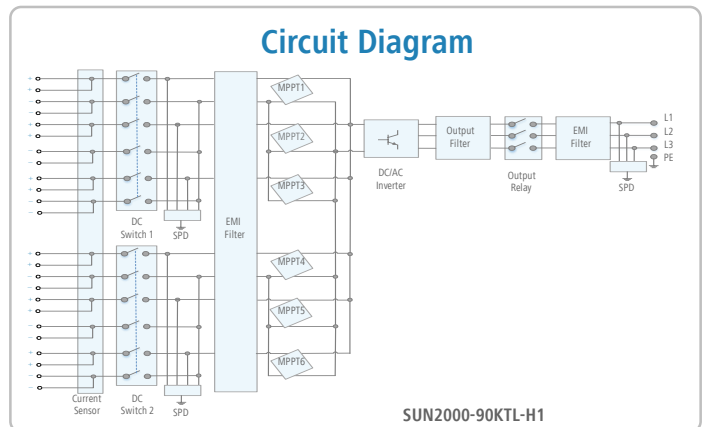 Circuit Diagram
+
+
−
−
+
+
−
−
+
+
−
−
DC
Switch 1
SPD
+
+
−
−
+
+
−
−
+
+
−
−
Current
Sensor
DC
Switch 2
SPD
EMI
Filter
MPPT1
MPPT2
MPPT3
MPPT4
MPPT5
MPPT6
DC/AC
Inverter
Output
Filter
Output
Relay
EMI
Filter
SPD
L1
L2
L3
PE
SUN2000-90KTL-H1